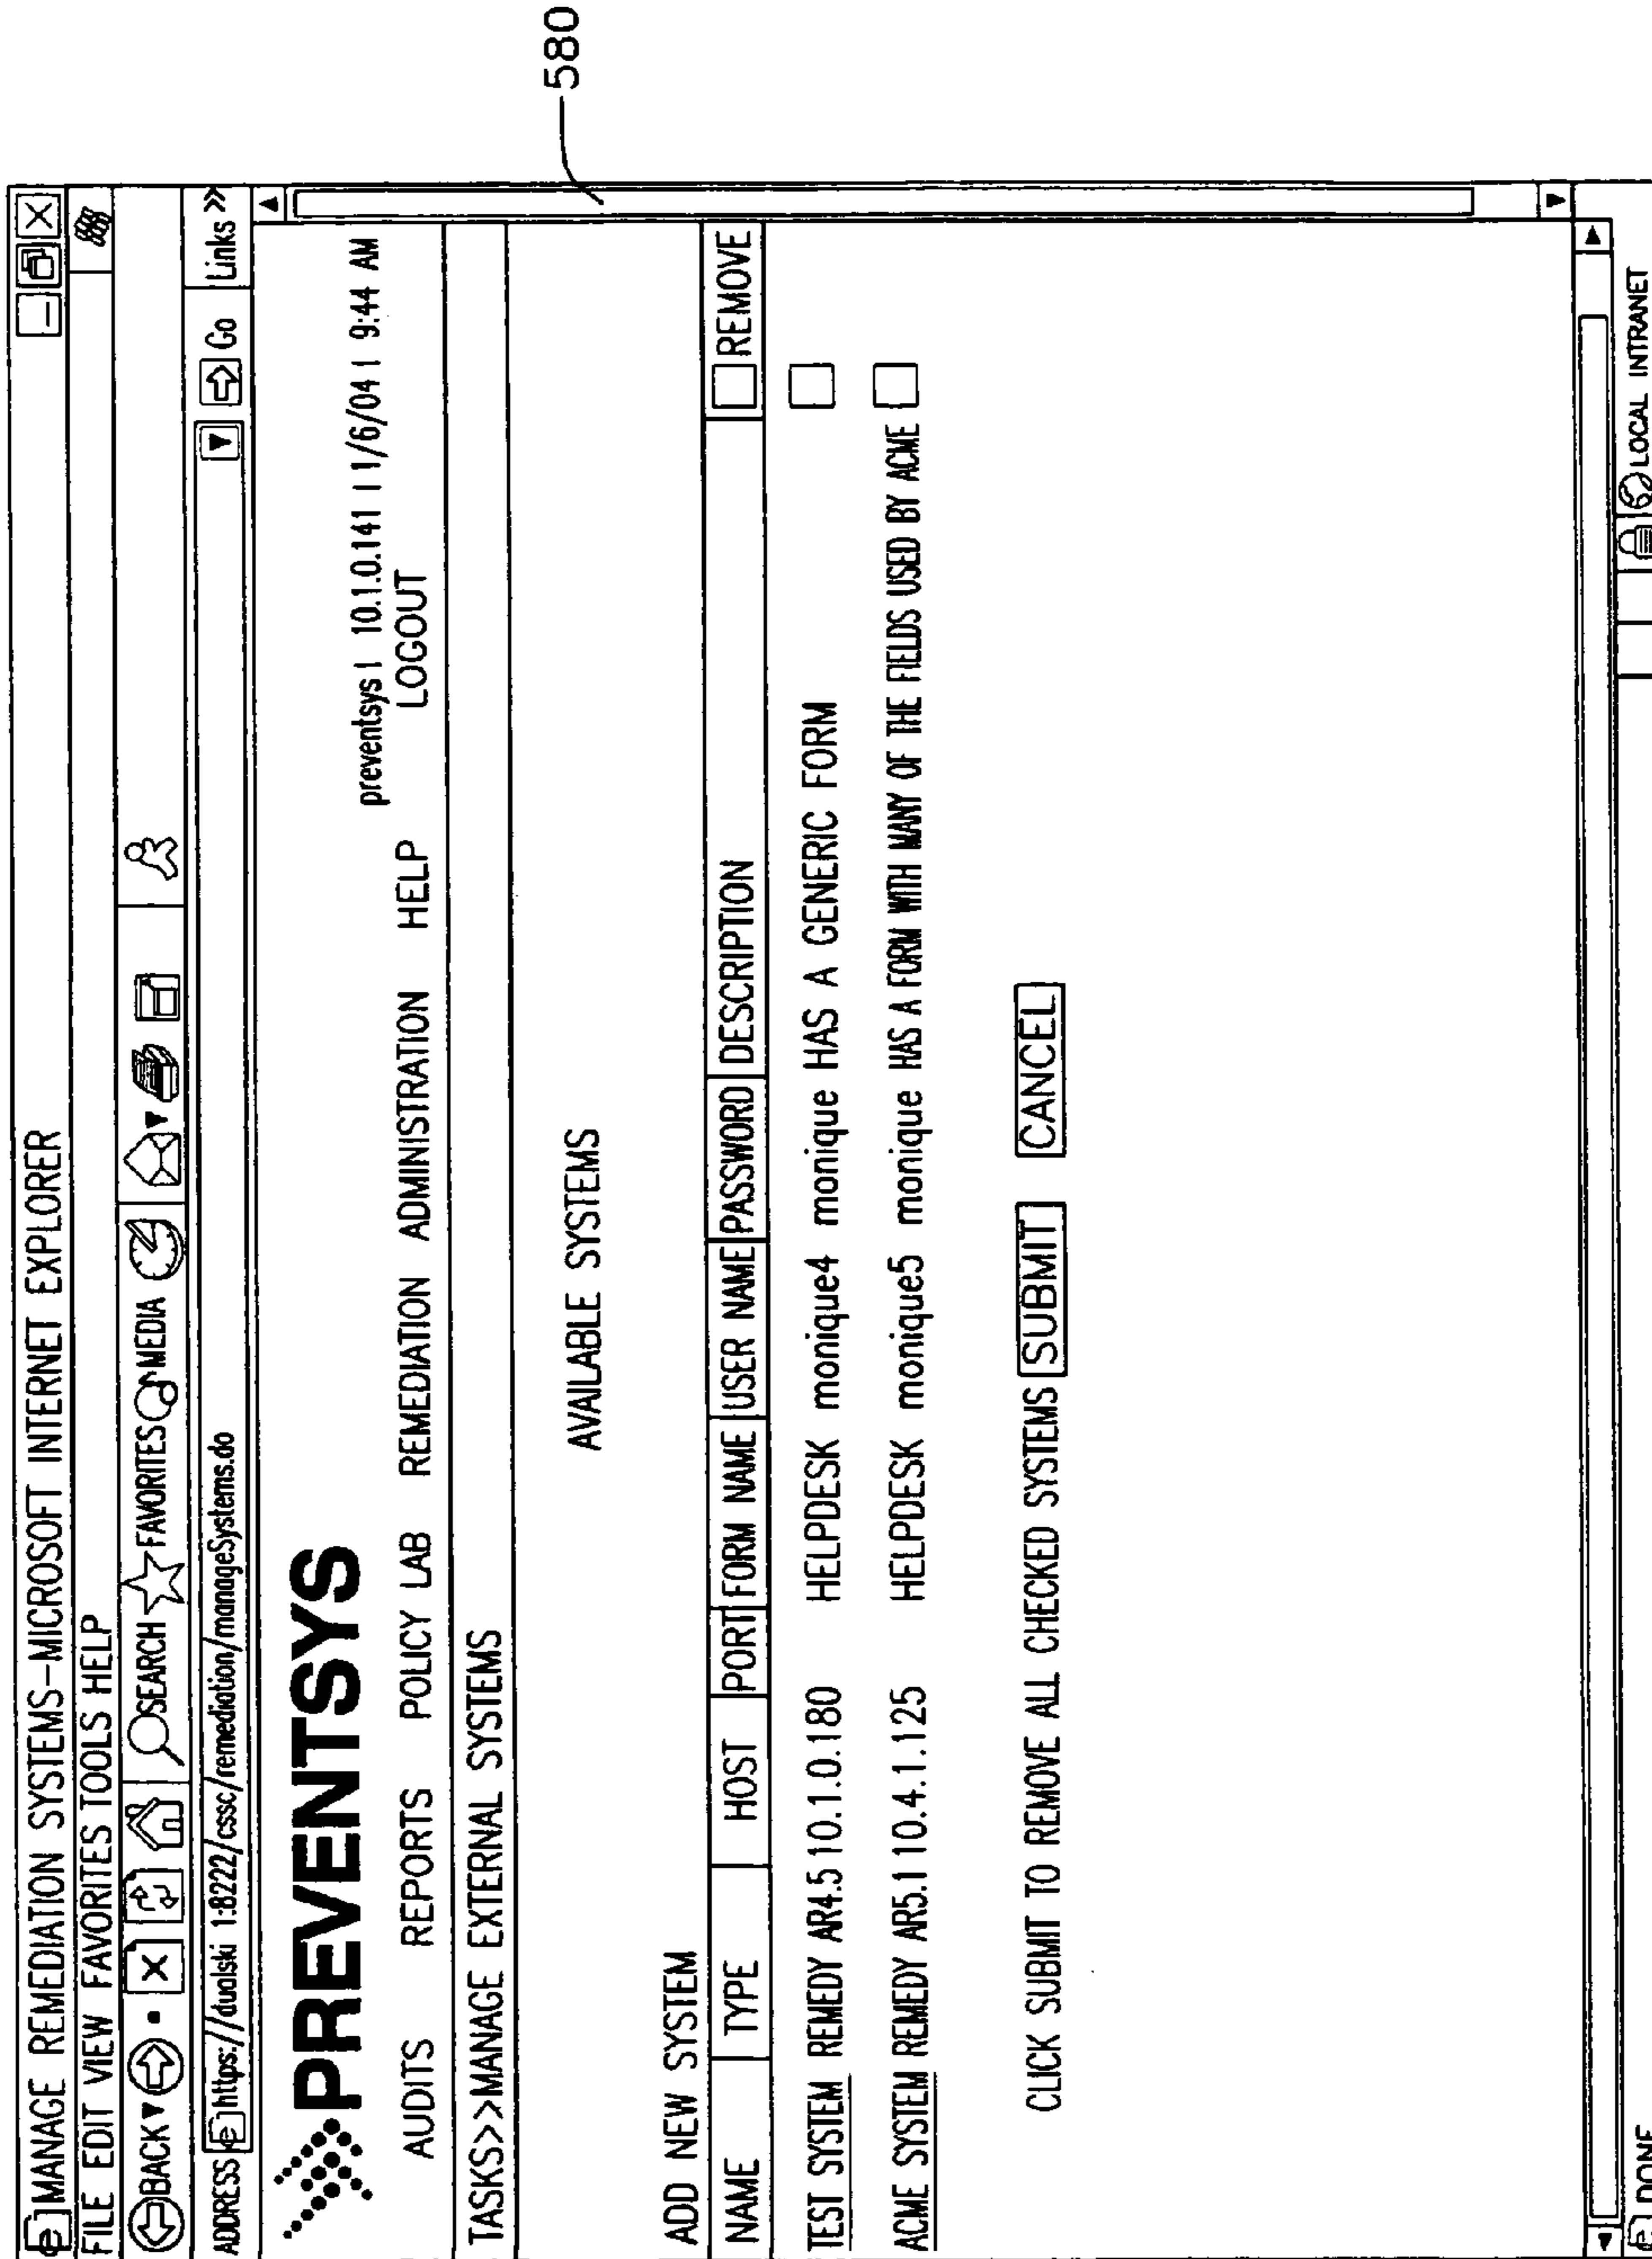 MANAGE REMEDIATION SYSTEMS-MICROSOFT INTERNET EXPLORER
FILE EDIT VIEW FAVORITES TOOLS HELP
BACK SEARCH FAVORITES MEDIA
ADDRESS https://dualski 1:8222/cssc/remediation/manageSystems.do Go Links >>
PREVENTSYS
preventsys | 10.1.0.141 | 1/6/04 | 9:44 AM
AUDITS REPORTS POLICY LAB REMEDIATION ADMINISTRATION HELP LOGOUT
TASKS>>MANAGE EXTERNAL SYSTEMS
580
AVAILABLE SYSTEMS
ADD NEW SYSTEM
NAME TYPE HOST PORT FORM NAME USER NAME PASSWORD DESCRIPTION REMOVE
TEST SYSTEM REMEDY AR4.5 10.1.0.180 HELPDESK monique4 monique HAS A GENERIC FORM
ACME SYSTEM REMEDY AR5.1 10.4.1.125 HELPDESK monique5 monique HAS A FORM WITH MANY OF THE FIELDS USED BY ACME
CLICK SUBMIT TO REMOVE ALL CHECKED SYSTEMS SUBMIT CANCEL
DONE LOCAL INTRANET